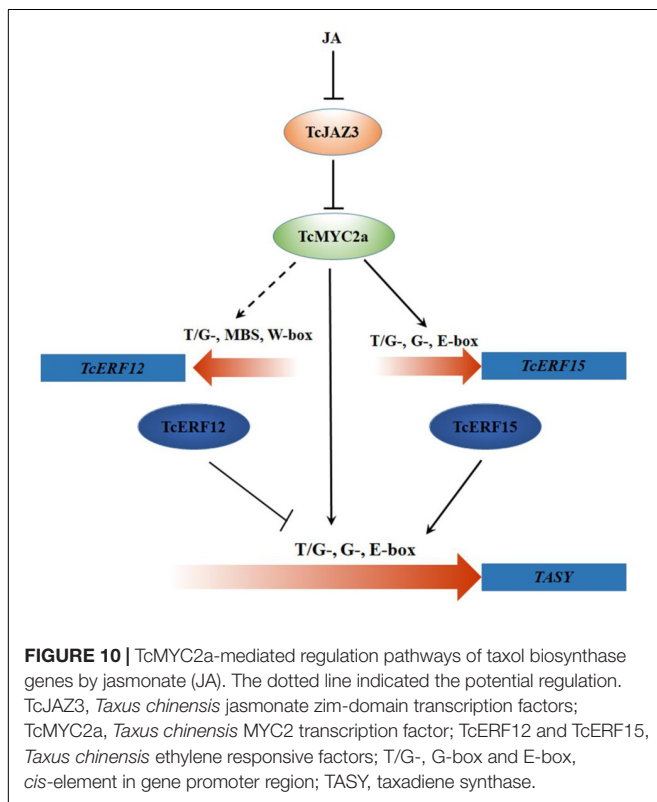 JA
TcJAZ3
TcMYC2a
T/G-, MBS, W-box
T/G-, G-, E-box
TcERF12
TcERF15
TcERF12
TcERF15
T/G-, G-, E-box
TASY
FIGURE 10 | TcMYC2a-mediated regulation pathways of taxol biosynthase
genes by jasmonate (JA). The dotted line indicated the potential regulation.
TcJAZ3, Taxus chinensis jasmonate zim-domain transcription factors;
TcMYC2a, Taxus chinensis MYC2 transcription factor; TcERF12 and TcERF15,
Taxus chinensis ethylene responsive factors; T/G-, G-box and E-box,
cis-element in gene promoter region; TASY, taxadiene synthase.